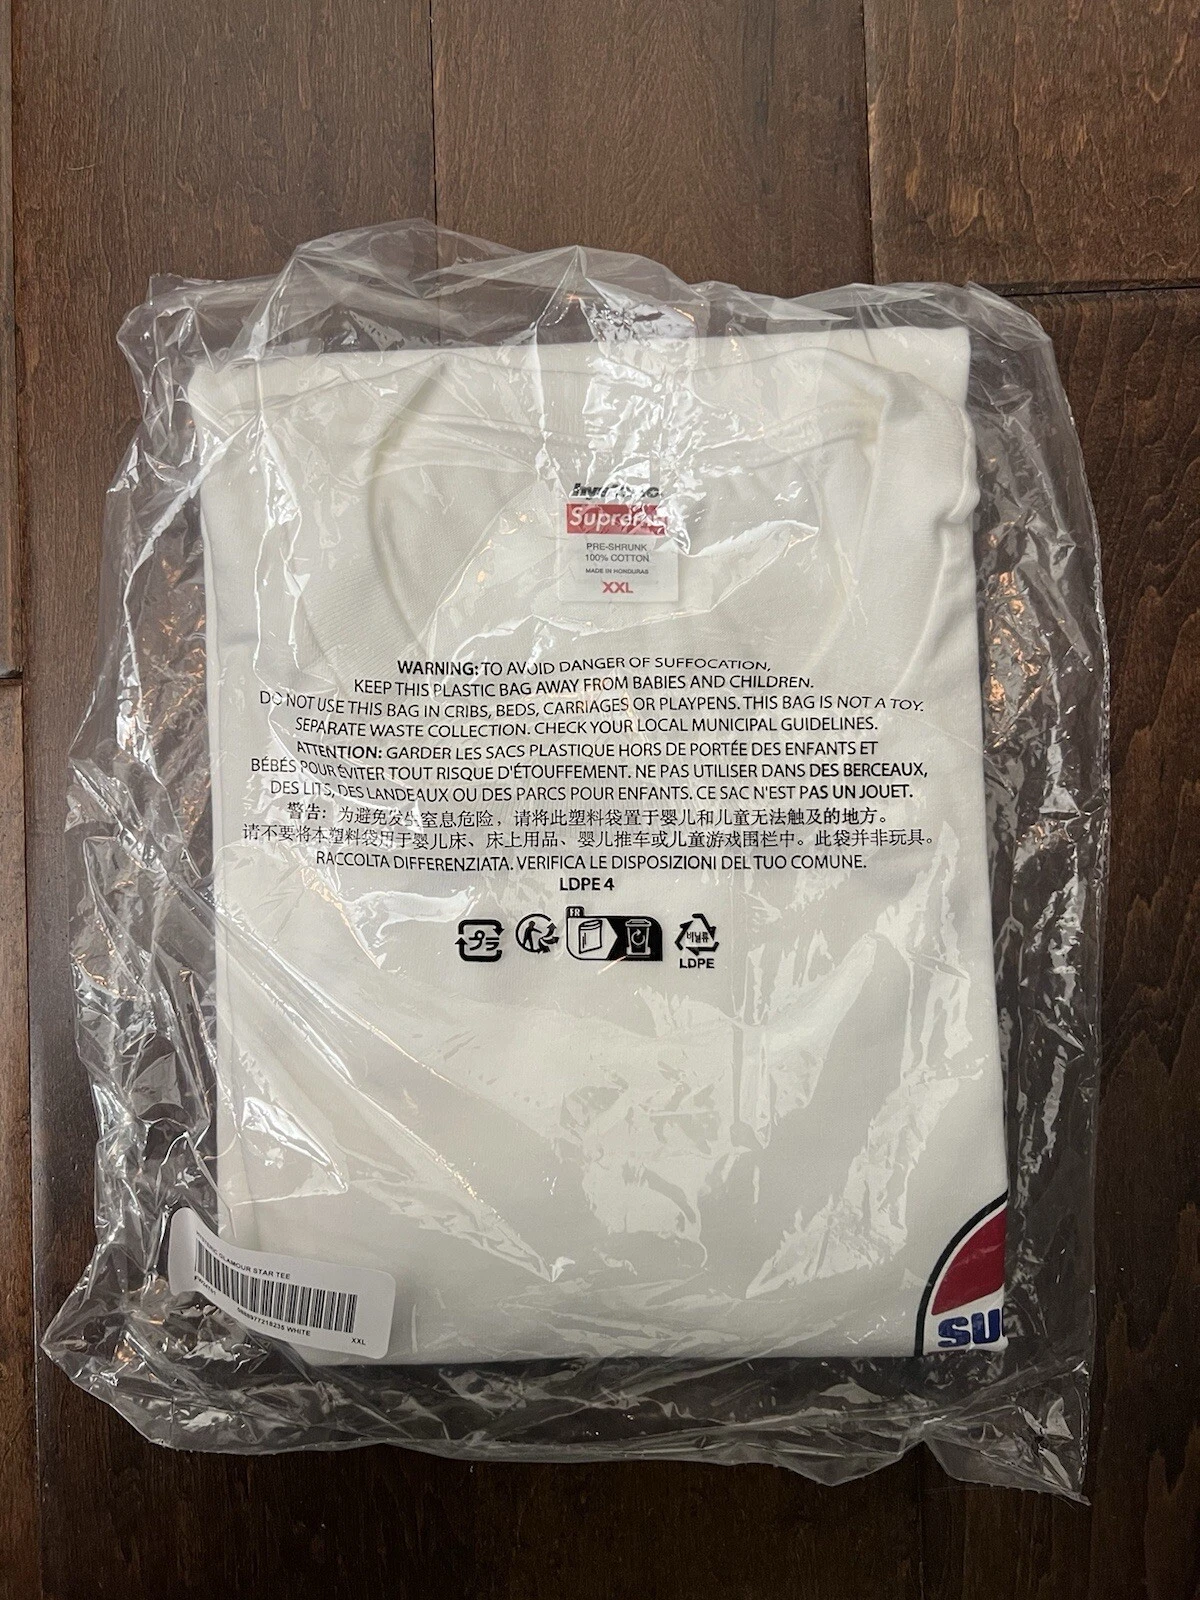 Supreme
PRE-SHRUNK
100% COTTON
MADE IN HONDURAS
XXL
WARNING: TO AVOID DANGER OF SUFFOCATION,
KEEP THIS PLASTIC BAG AWAY FROM BABIES AND CHILDREN.
DO NOT USE THIS BAG IN CRIBS, BEDS, CARRIAGES OR PLAYPENS. THIS BAG IS NOT A TOY.
SEPARATE WASTE COLLECTION. CHECK YOUR LOCAL MUNICIPAL GUIDELINES.
ATTENTION: GARDER LES SACS PLASTIQUE HORS DE PORTÉE DES ENFANTS ET
BÉBÉS POUR ÉVITER TOUT RISQUE D'ÉTOUFFEMENT. NE PAS UTILISER DANS DES BERCEAUX,
DES LITS, DES LANDEAUX OU DES PARCS POUR ENFANTS. CE SAC N'EST PAS UN JOUET.
警告: 为避免发生窒息危险，请将此塑料袋置于婴儿和儿童无法触及的地方。
请不要将本塑料袋用于婴儿床、床上用品、婴儿推车或儿童游戏围栏中。此袋并非玩具。
RACCOLTA DIFFERENZIATA. VERIFICA LE DISPOSIZIONI DEL TUO COMUNE.
LDPE 4
プラ
FR
비닐류
LDPE
GLAMOUR STAR TEE
WHITE
XXL
SU